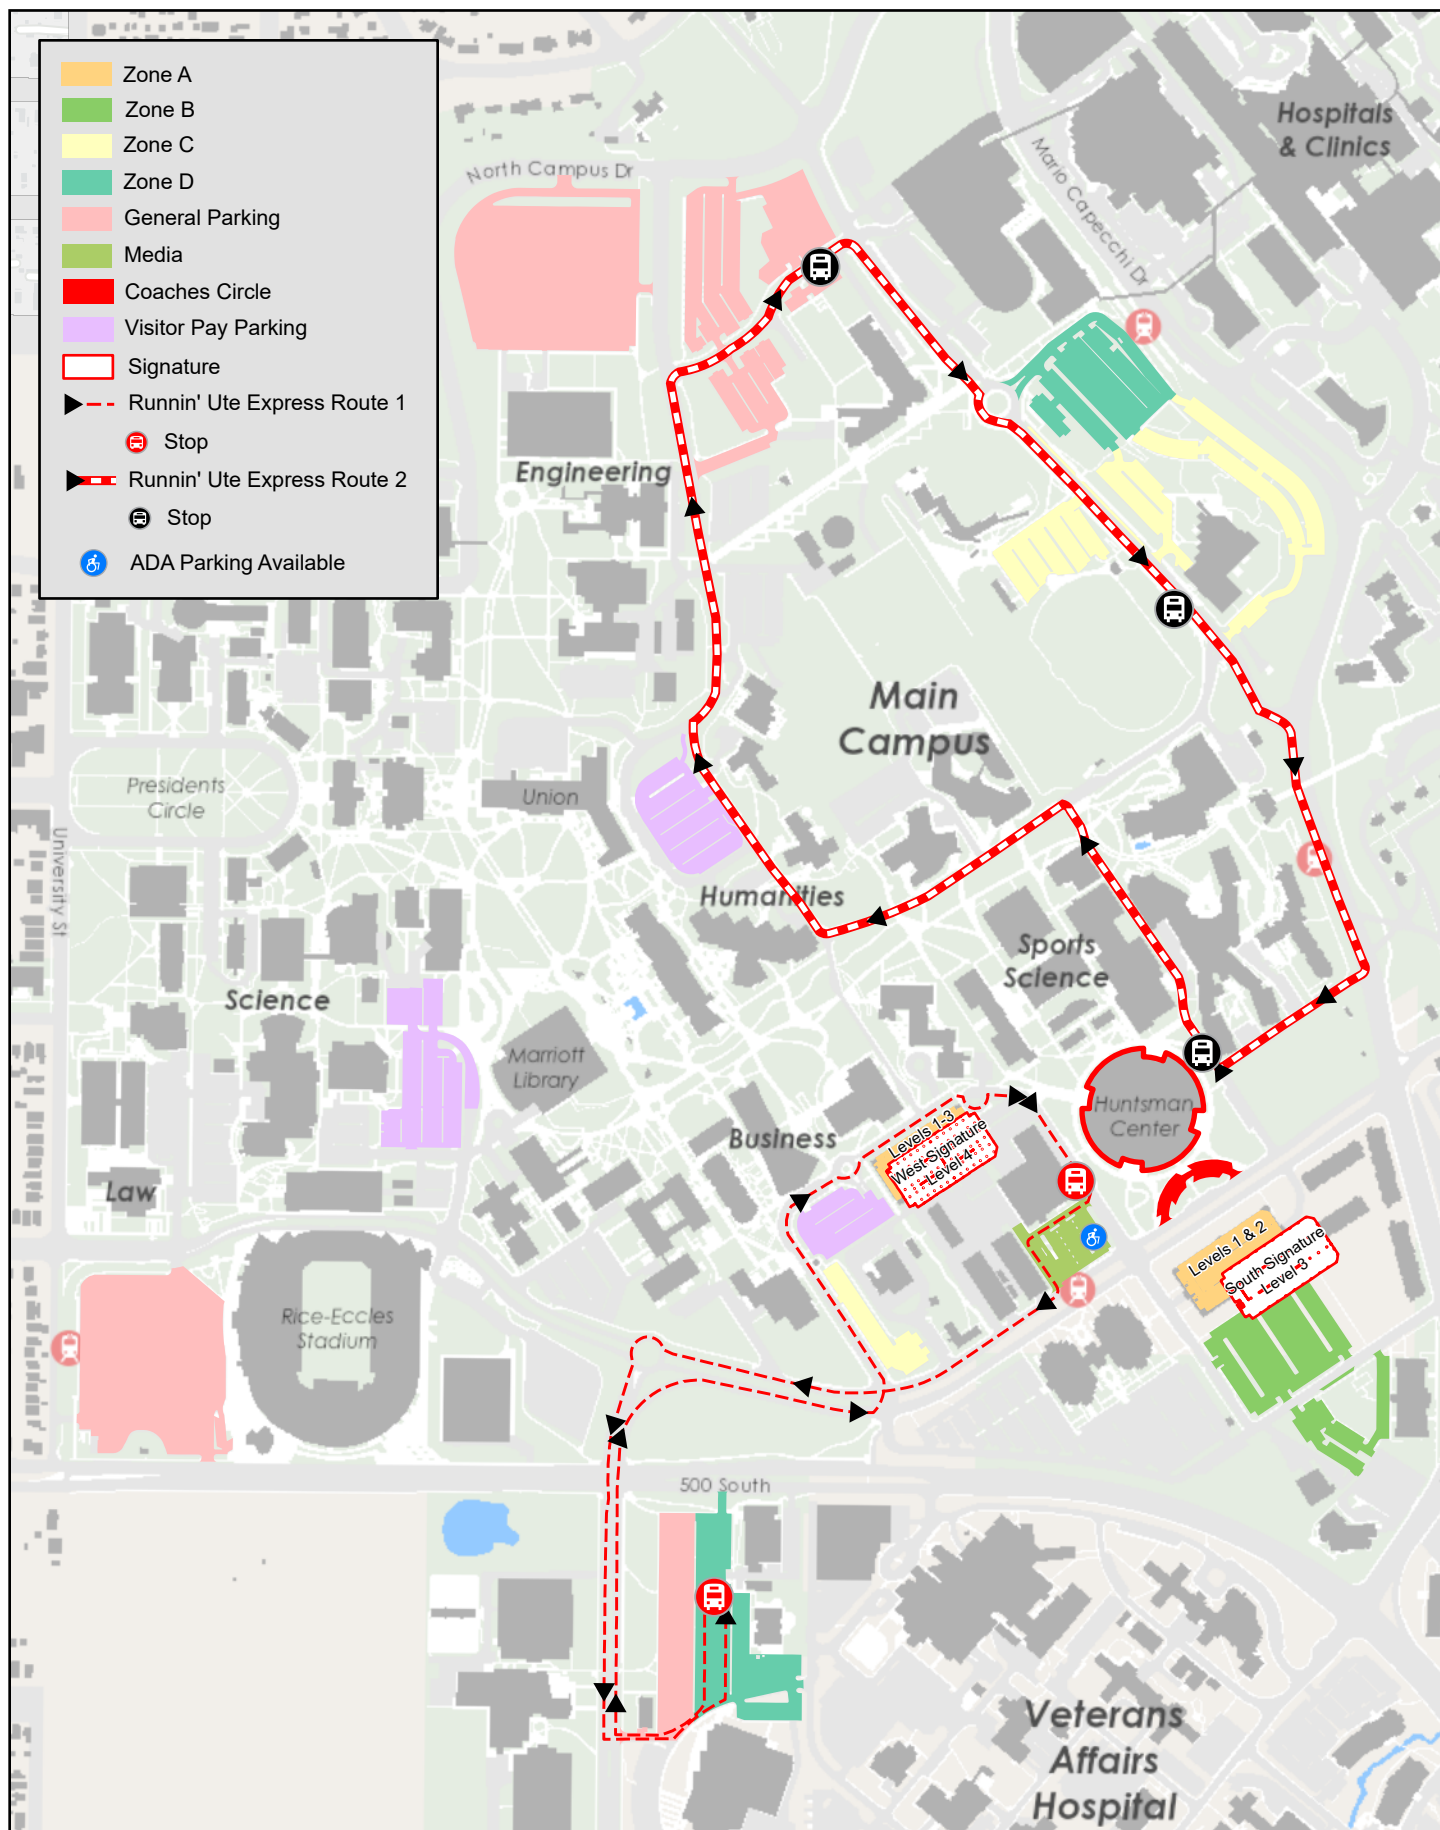 Zone A
Zone B
Zone C
Zone D
General Parking
Media
Coaches Circle
Visitor Pay Parking
Signature
Runnin' Ute Express Route 1
Stop
Runnin' Ute Express Route 2
Stop
ADA Parking Available
Hospitals
& Clinics
Mario Capecchi Dr
North Campus Dr
Engineering
Main
Campus
Presidents
Circle
Union
University St
Humanities
Sports
Science
Science
Marriott
Library
Huntsman
Center
Business
Levels 1-3
West Signature
Level 4
Law
Levels 1 & 2
South Signature
Level 3
Rice-Eccles
Stadium
500 South
Veterans
Affairs
Hospital